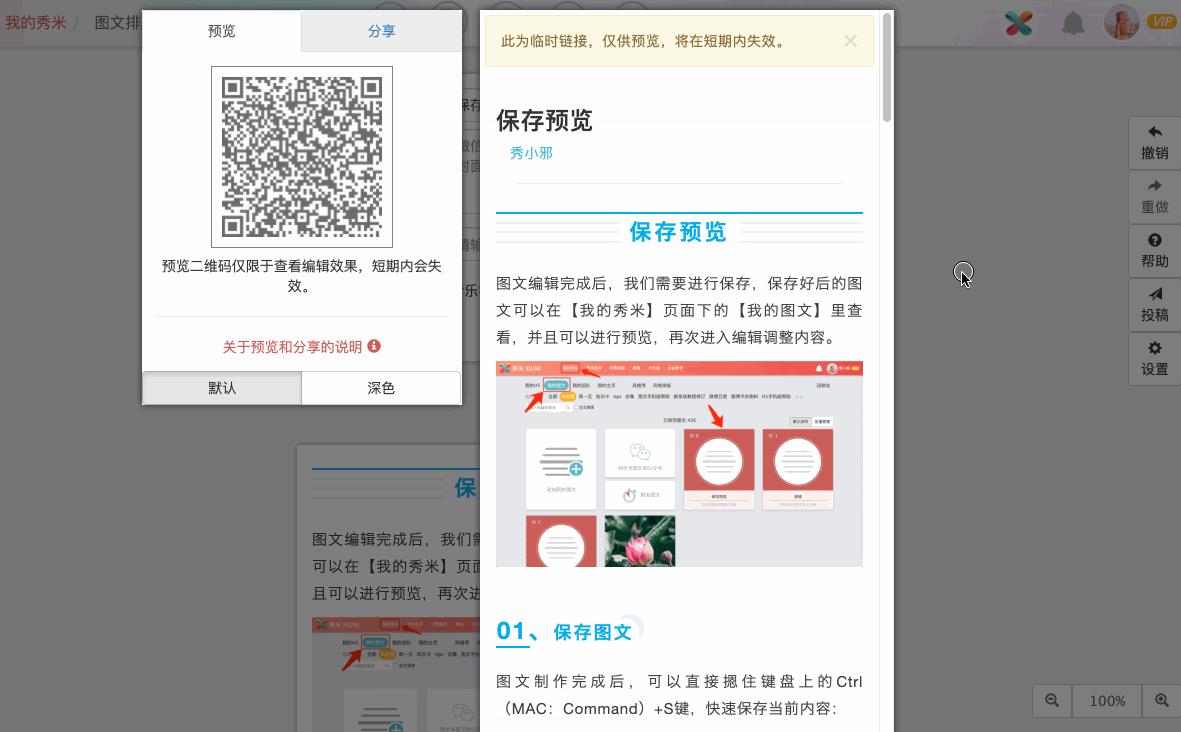 我的秀米 / 图文排
VIP
预览
分享
预览二维码仅限于查看编辑效果，短期内会失
效。
关于预览和分享的说明
默认
深色
此为临时链接，仅供预览，将在短期内失效。
×
保存预览
秀小邪
保存预览
图文编辑完成后，我们需要进行保存，保存好后的图
文可以在【我的秀米】页面下的【我的图文】里查
看，并且可以进行预览，再次进入编辑调整内容。
01、保存图文
图文制作完成后，可以直接摁住键盘上的Ctrl
（MAC：Command）+S键，快速保存当前内容：
撤销
重做
帮助
投稿
设置
保
图文编辑完成后，我们需
可以在【我的秀米】页面
且可以进行预览，再次进
100%